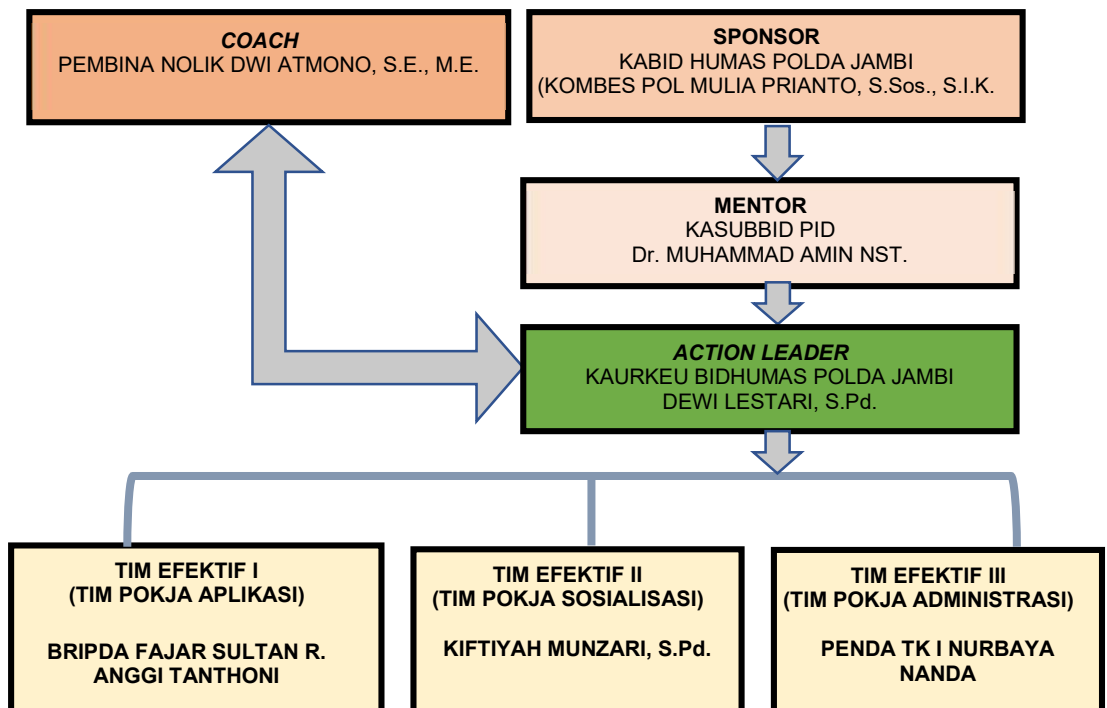 COACH
PEMBINA NOLIK DWI ATMONO, S.E., M.E.
SPONSOR
KABID HUMAS POLDA JAMBI
(KOMBES POL MULIA PRIANTO, S.Sos., S.I.K.
MENTOR
KASUBBID PID
Dr. MUHAMMAD AMIN NST.
ACTION LEADER
KAURKEU BIDHUMAS POLDA JAMBI
DEWI LESTARI, S.Pd.
TIM EFEKTIF I
(TIM POKJA APLIKASI)
BRIPDA FAJAR SULTAN R.
ANGGI TANTHONI
TIM EFEKTIF II
(TIM POKJA SOSIALISASI)
KIFTIYAH MUNZARI, S.Pd.
TIM EFEKTIF III
(TIM POKJA ADMINISTRASI)
PENDA TK I NURBAYA
NANDA